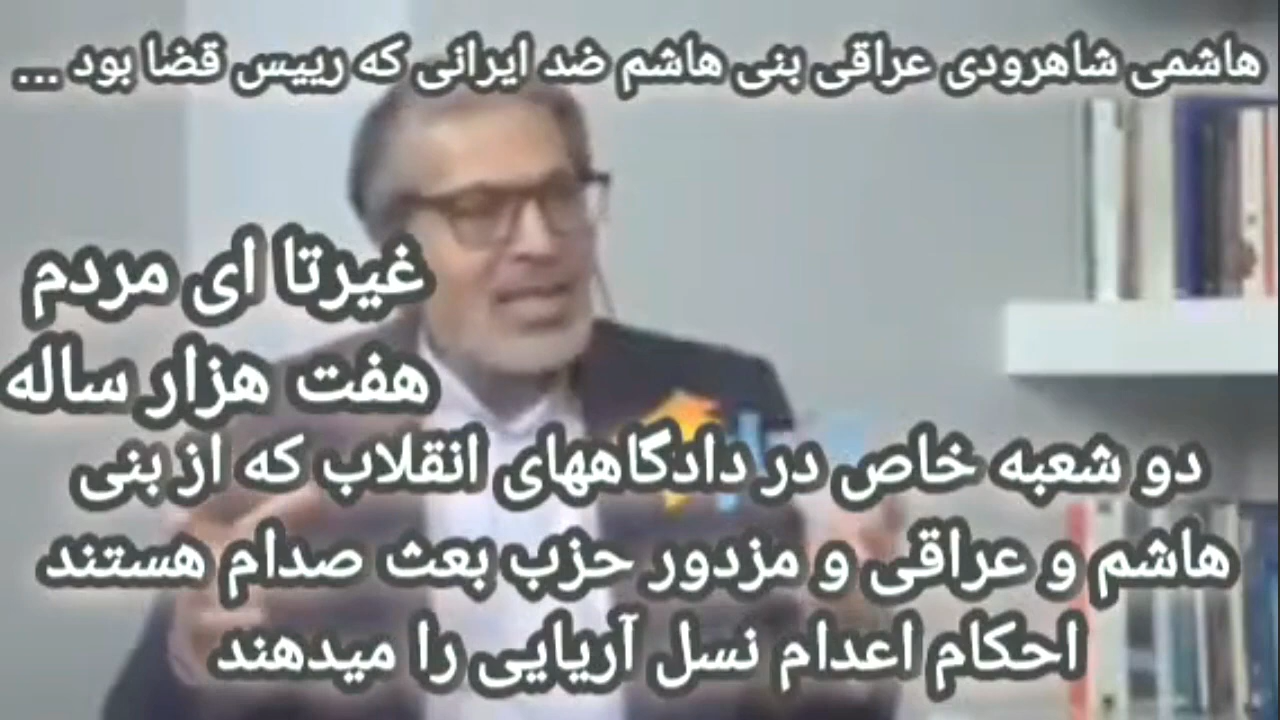 هاشمی شاهرودی عراقی بنی هاشم ضد ایرانی که رییس قضا بود ...
غیرتا ای مردم
هفت هزار ساله
دو شعبه خاص در دادگاههای انقلاب که از بنی
هاشم و عراقی و مزدور حزب بعث صدام هستند
احکام اعدام نسل آریایی را میدهند